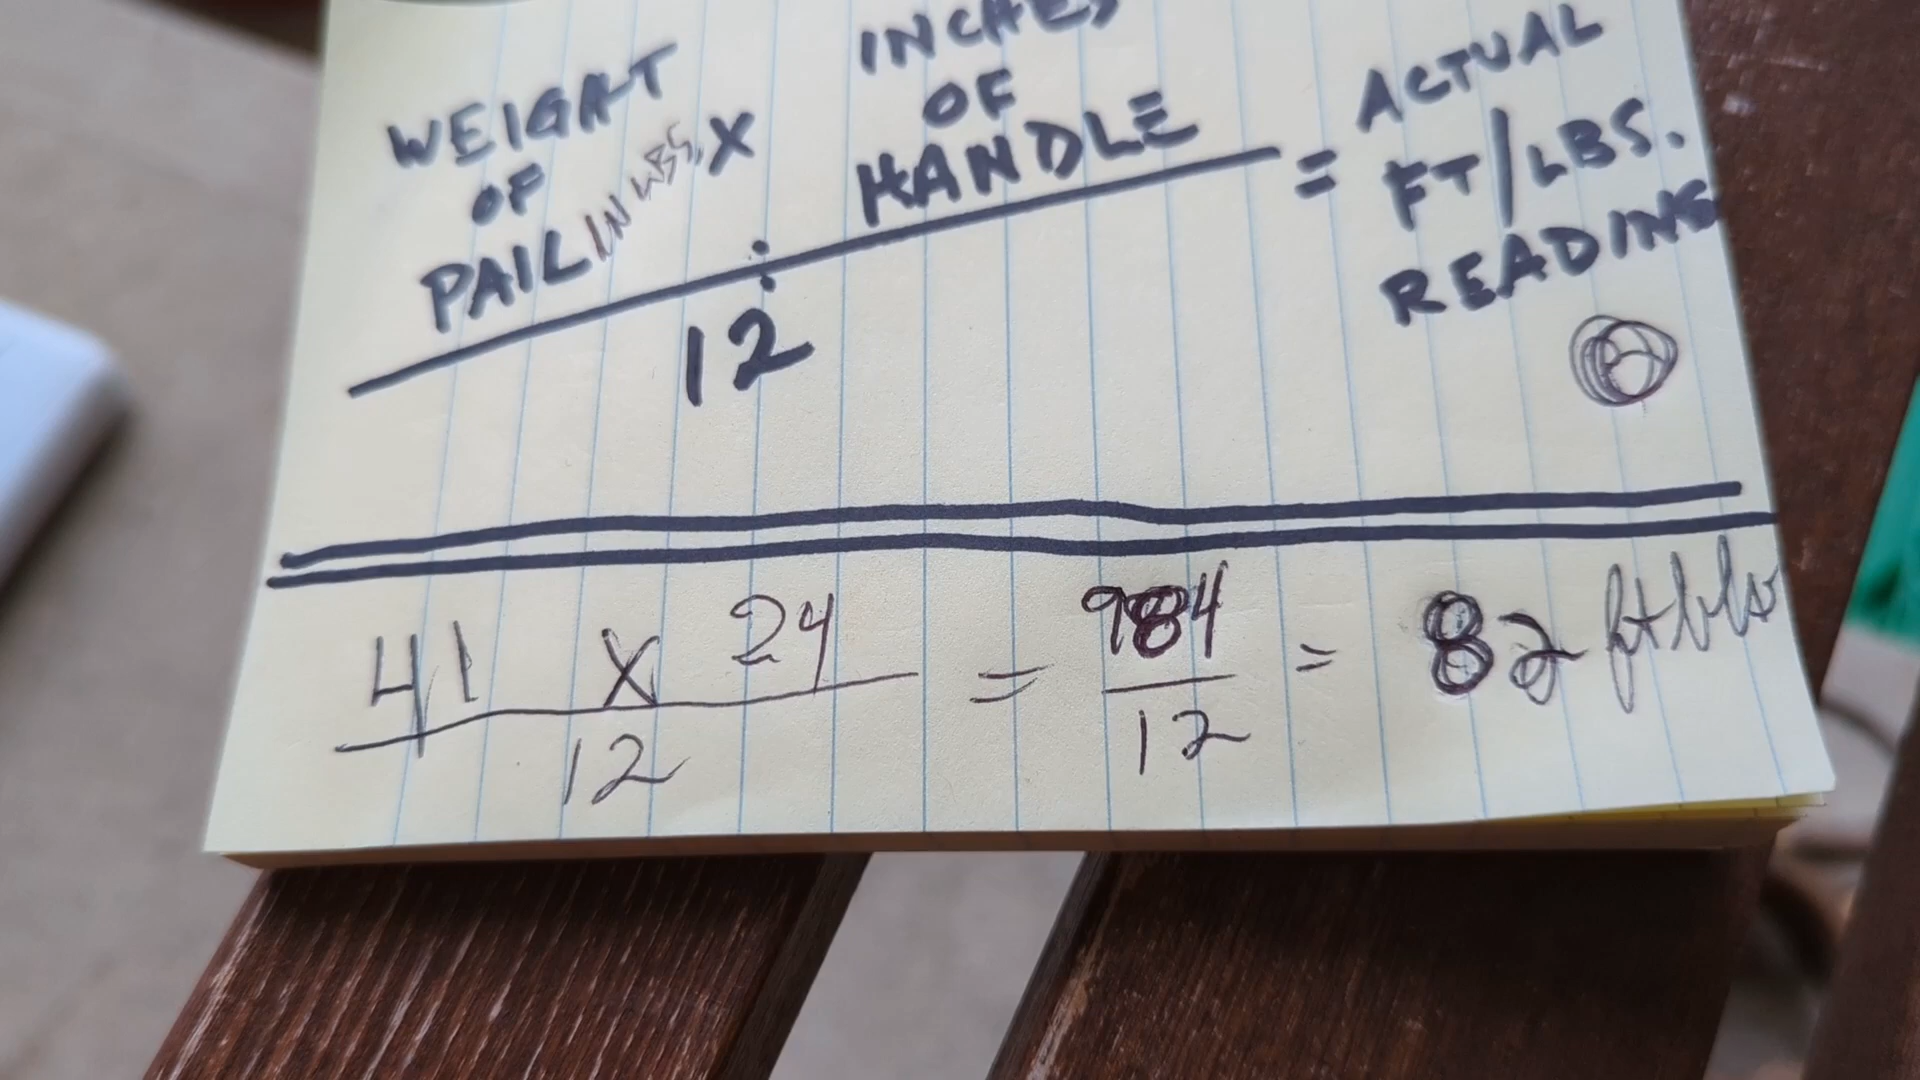 WEIGHT
OF
PAIL IN LBS. X
INCHES
OF
HANDLE
÷
12
=
ACTUAL
FT/LBS.
READING
41 X 24 = 984 = 82 ft lbs
12 12